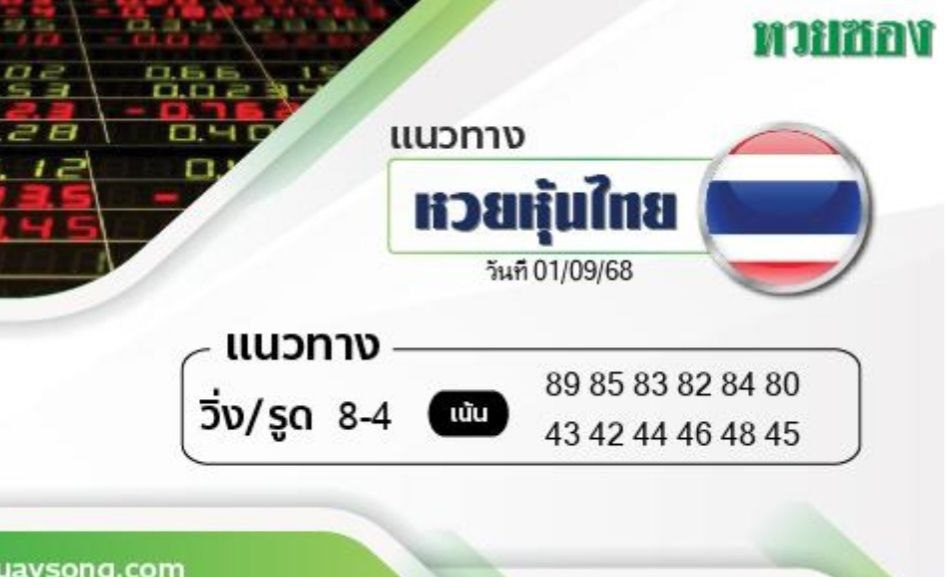 หวยซอง
แนวทาง
หวยหุ้นไทย
วันที่ 01/09/68
แนวทาง
วิ่ง/รูด 8-4 เน้น
89 85 83 82 84 80
43 42 44 46 48 45
uaysong.com